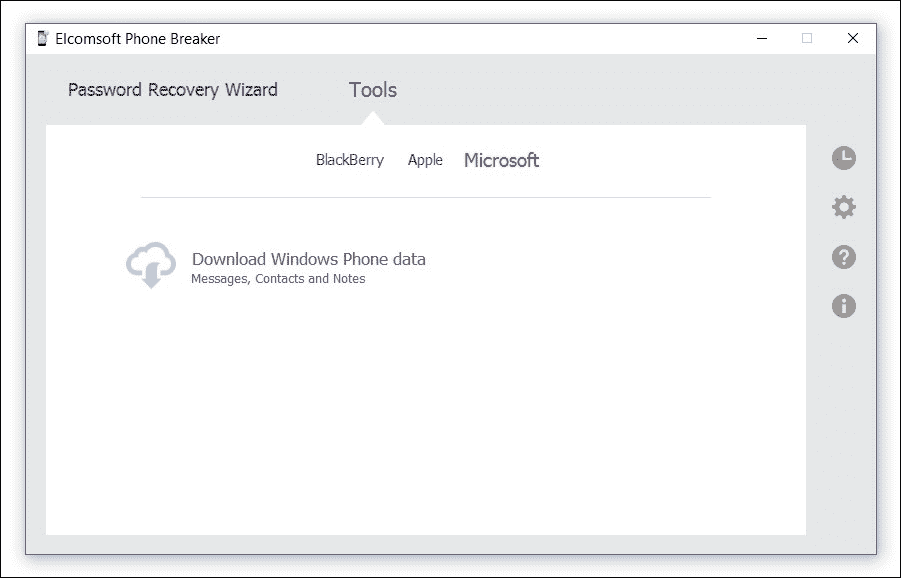 Elcomsoft Phone Breaker
Password Recovery Wizard Tools
BlackBerry Apple Microsoft
Download Windows Phone data
Messages, Contacts and Notes